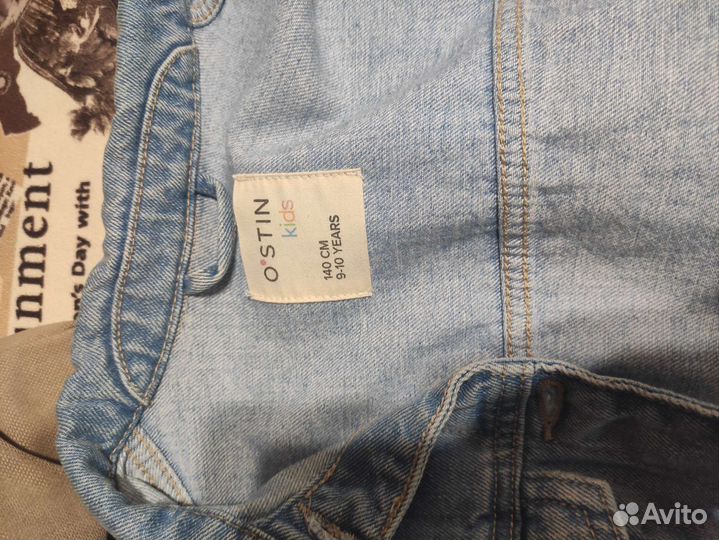 O'STIN
kids
140 CM
9-10 YEARS
nment
's Day with
Avito